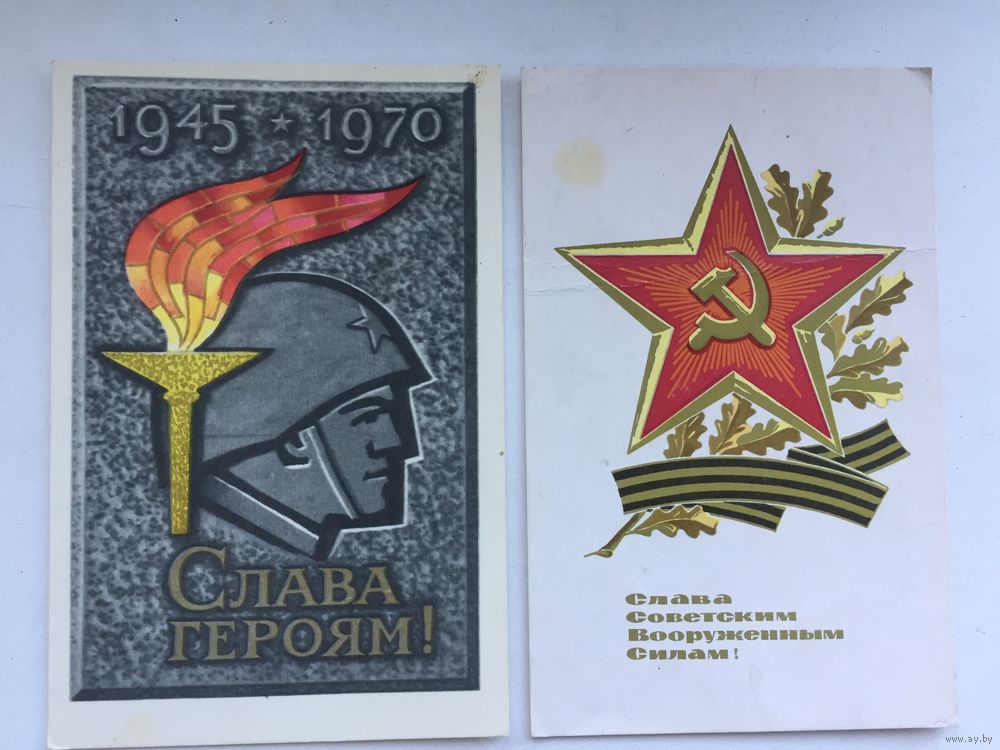 1945 ★ 1970
Слава
героям!
Слава
Советским
Вооруженным
Силам!
www.ay.by